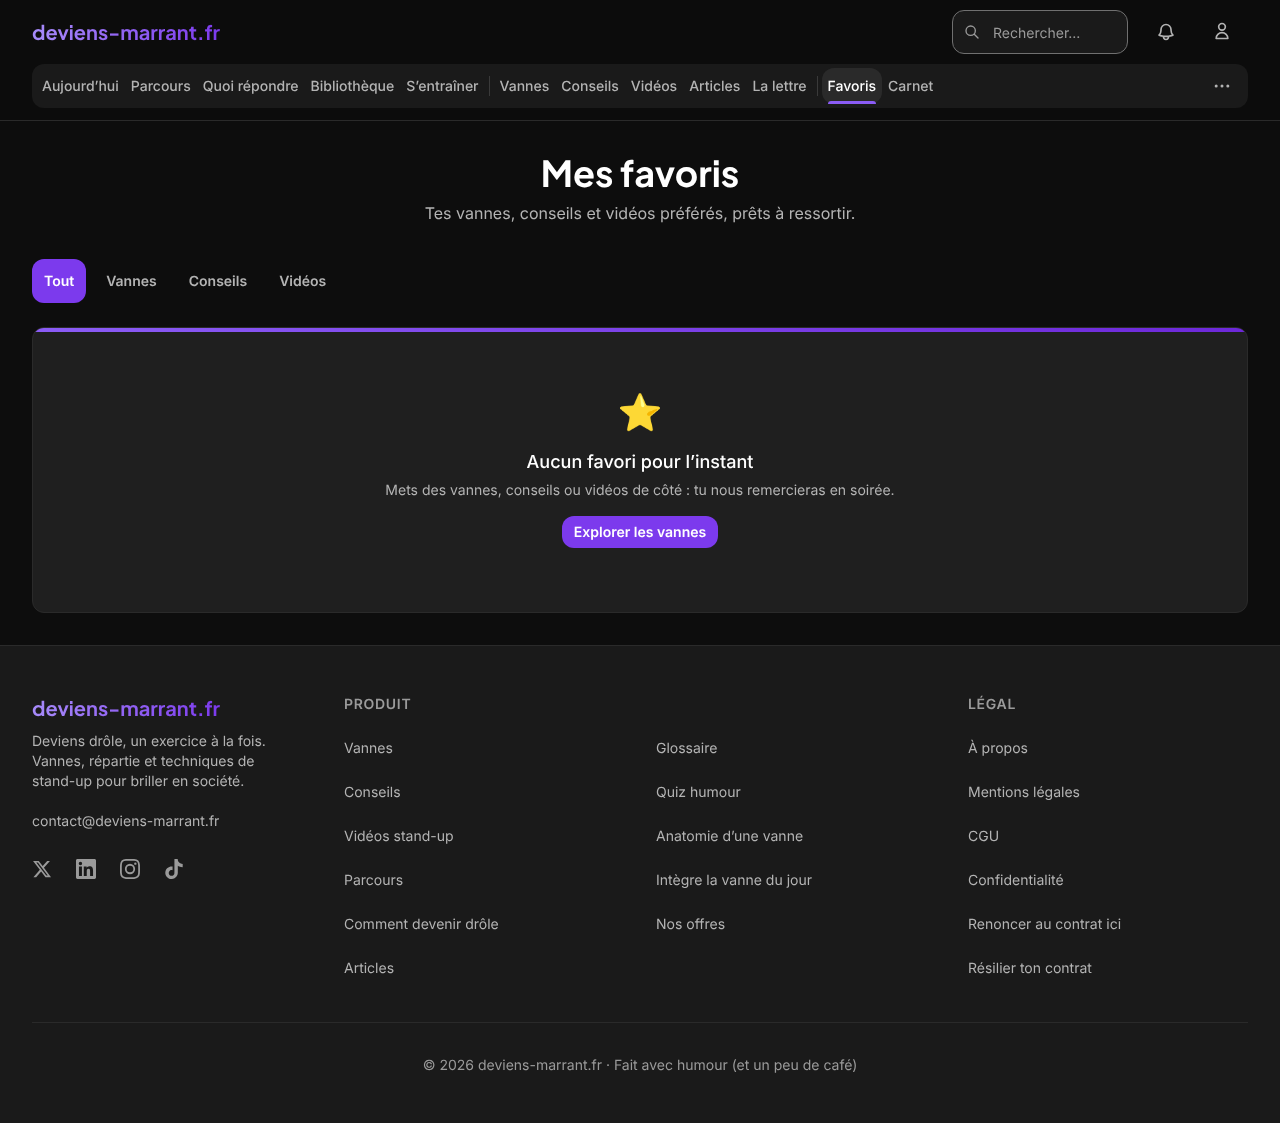 deviens-marrant.fr
Rechercher...
Aujourd’hui Parcours Quoi répondre Bibliothèque S’entraîner Vannes Conseils Vidéos Articles La lettre Favoris Carnet
Mes favoris
Tes vannes, conseils et vidéos préférés, prêts à ressortir.
Tout Vannes Conseils Vidéos
Aucun favori pour l’instant
Mets des vannes, conseils ou vidéos de côté : tu nous remercieras en soirée.
Explorer les vannes
deviens-marrant.fr
Deviens drôle, un exercice à la fois.
Vannes, répartie et techniques de
stand-up pour briller en société.
contact@deviens-marrant.fr
PRODUIT
Vannes
Conseils
Vidéos stand-up
Parcours
Comment devenir drôle
Articles
Glossaire
Quiz humour
Anatomie d’une vanne
Intègre la vanne du jour
Nos offres
LÉGAL
À propos
Mentions légales
CGU
Confidentialité
Renoncer au contrat ici
Résilier ton contrat
© 2026 deviens-marrant.fr · Fait avec humour (et un peu de café)